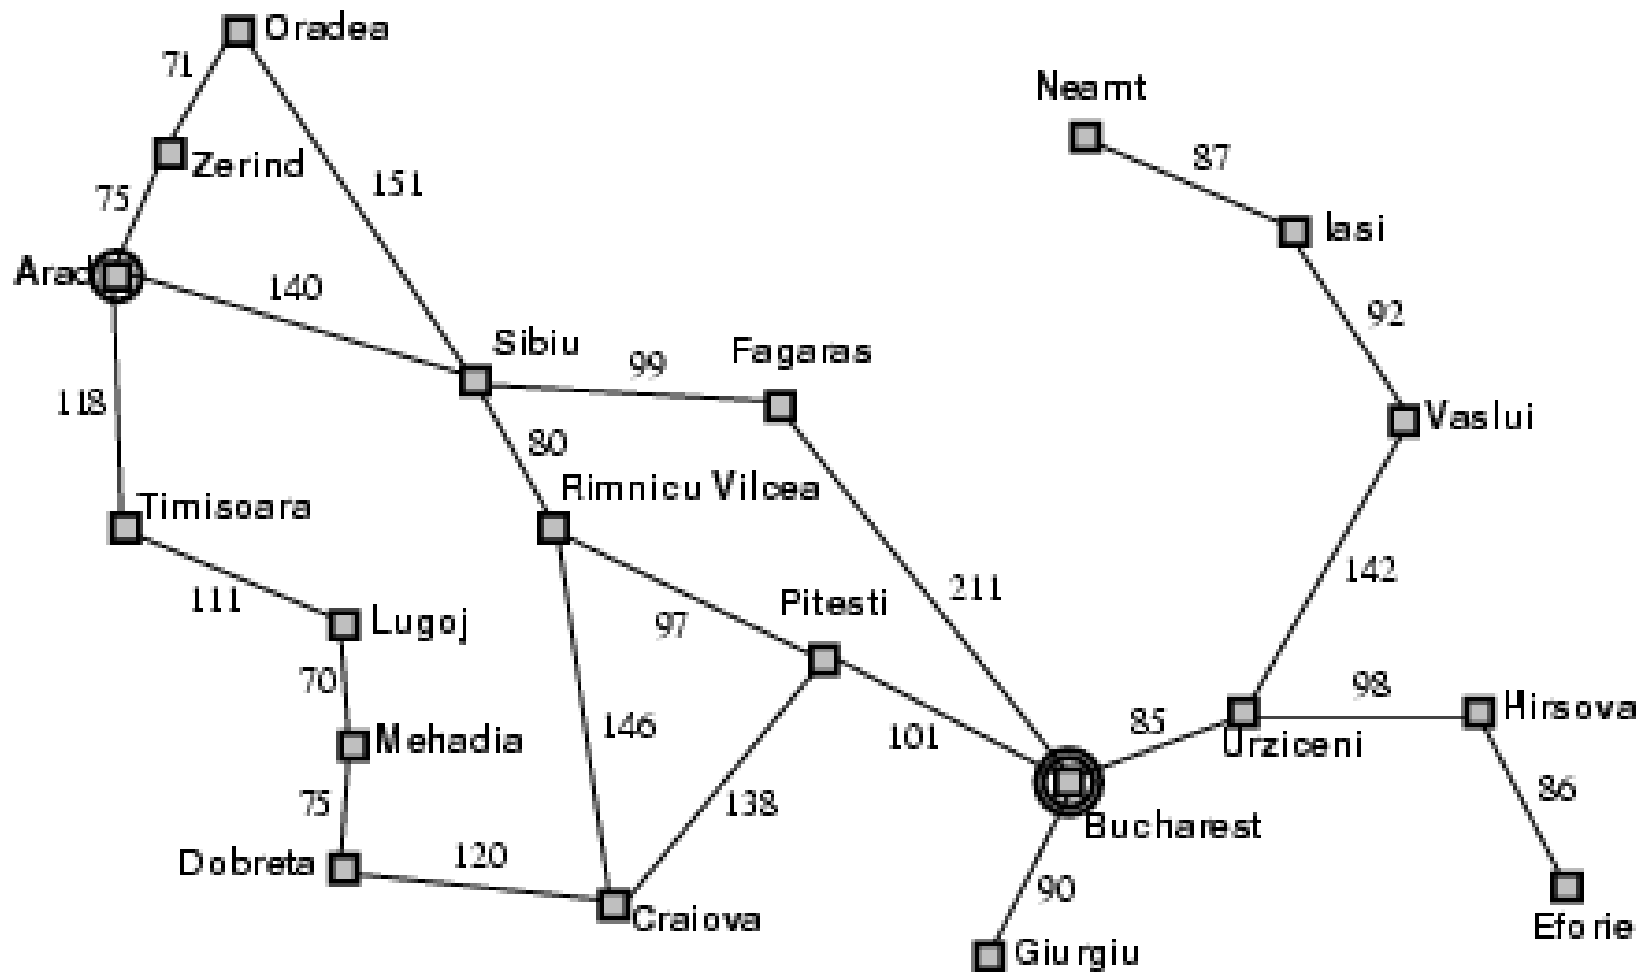 Oradea
71
Neamt
87
Zerind
151
75
Iasi
Arad
140
92
Sibiu
Fagaras
99
118
Vaslui
80
Rimnicu Vilcea
Timisoara
142
211
111
Pitesti
Lugoj
97
70
98
Hirsova
85
146
101
Mehadia
Urziceni
86
75
138
Bucharest
Dobreta
120
90
Craiova
Eforie
Giurgiu